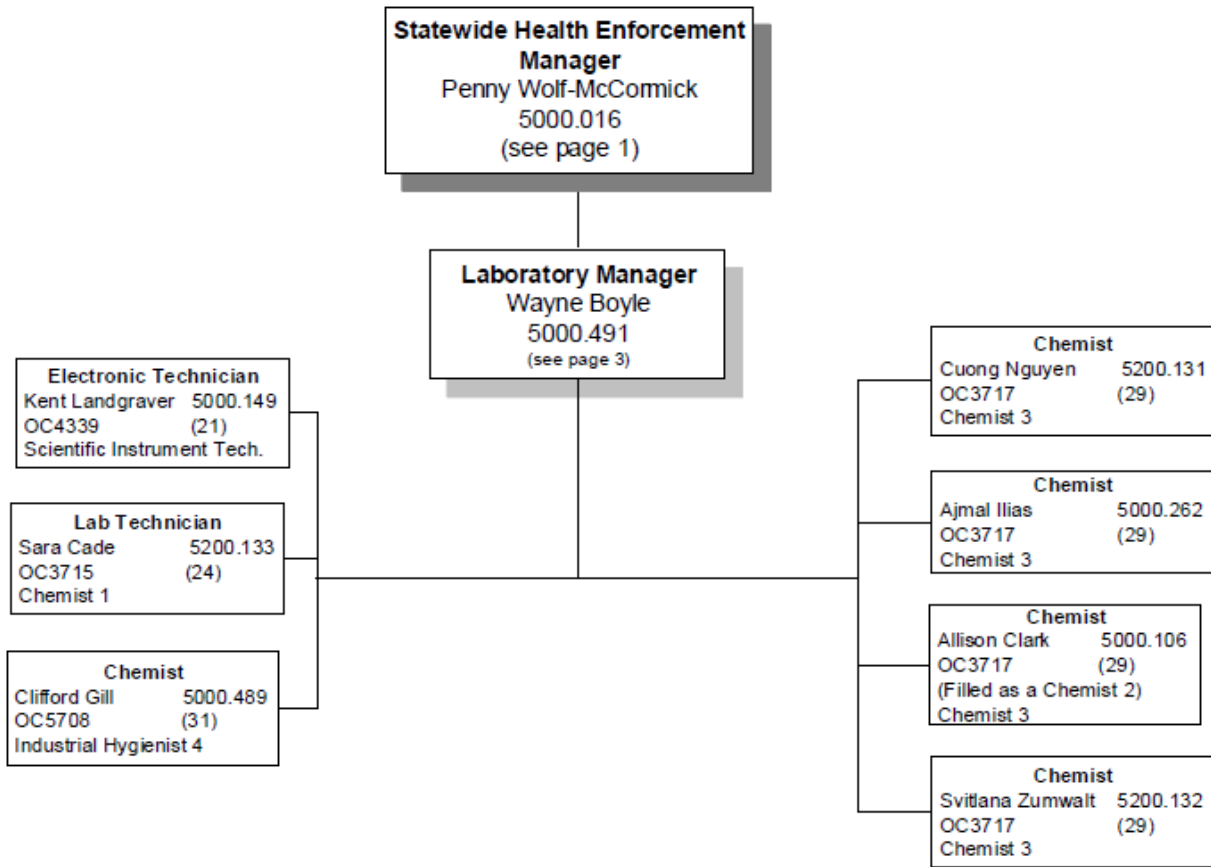 Statewide Health Enforcement
Manager
Penny Wolf-McCormick
5000.016
(see page 1)
Laboratory Manager
Wayne Boyle
5000.491
(see page 3)
Electronic Technician
Kent Landgraver 5000.149
OC4339 (21)
Scientific Instrument Tech.
Lab Technician
Sara Cade 5200.133
OC3715 (24)
Chemist 1
Chemist
Clifford Gill 5000.489
OC5708 (31)
Industrial Hygienist 4
Chemist
Cuong Nguyen 5200.131
OC3717 (29)
Chemist 3
Chemist
Ajmal Ilias 5000.262
OC3717 (29)
Chemist 3
Chemist
Allison Clark 5000.106
OC3717 (29)
(Filled as a Chemist 2)
Chemist 3
Chemist
Svitlana Zumwalt 5200.132
OC3717 (29)
Chemist 3